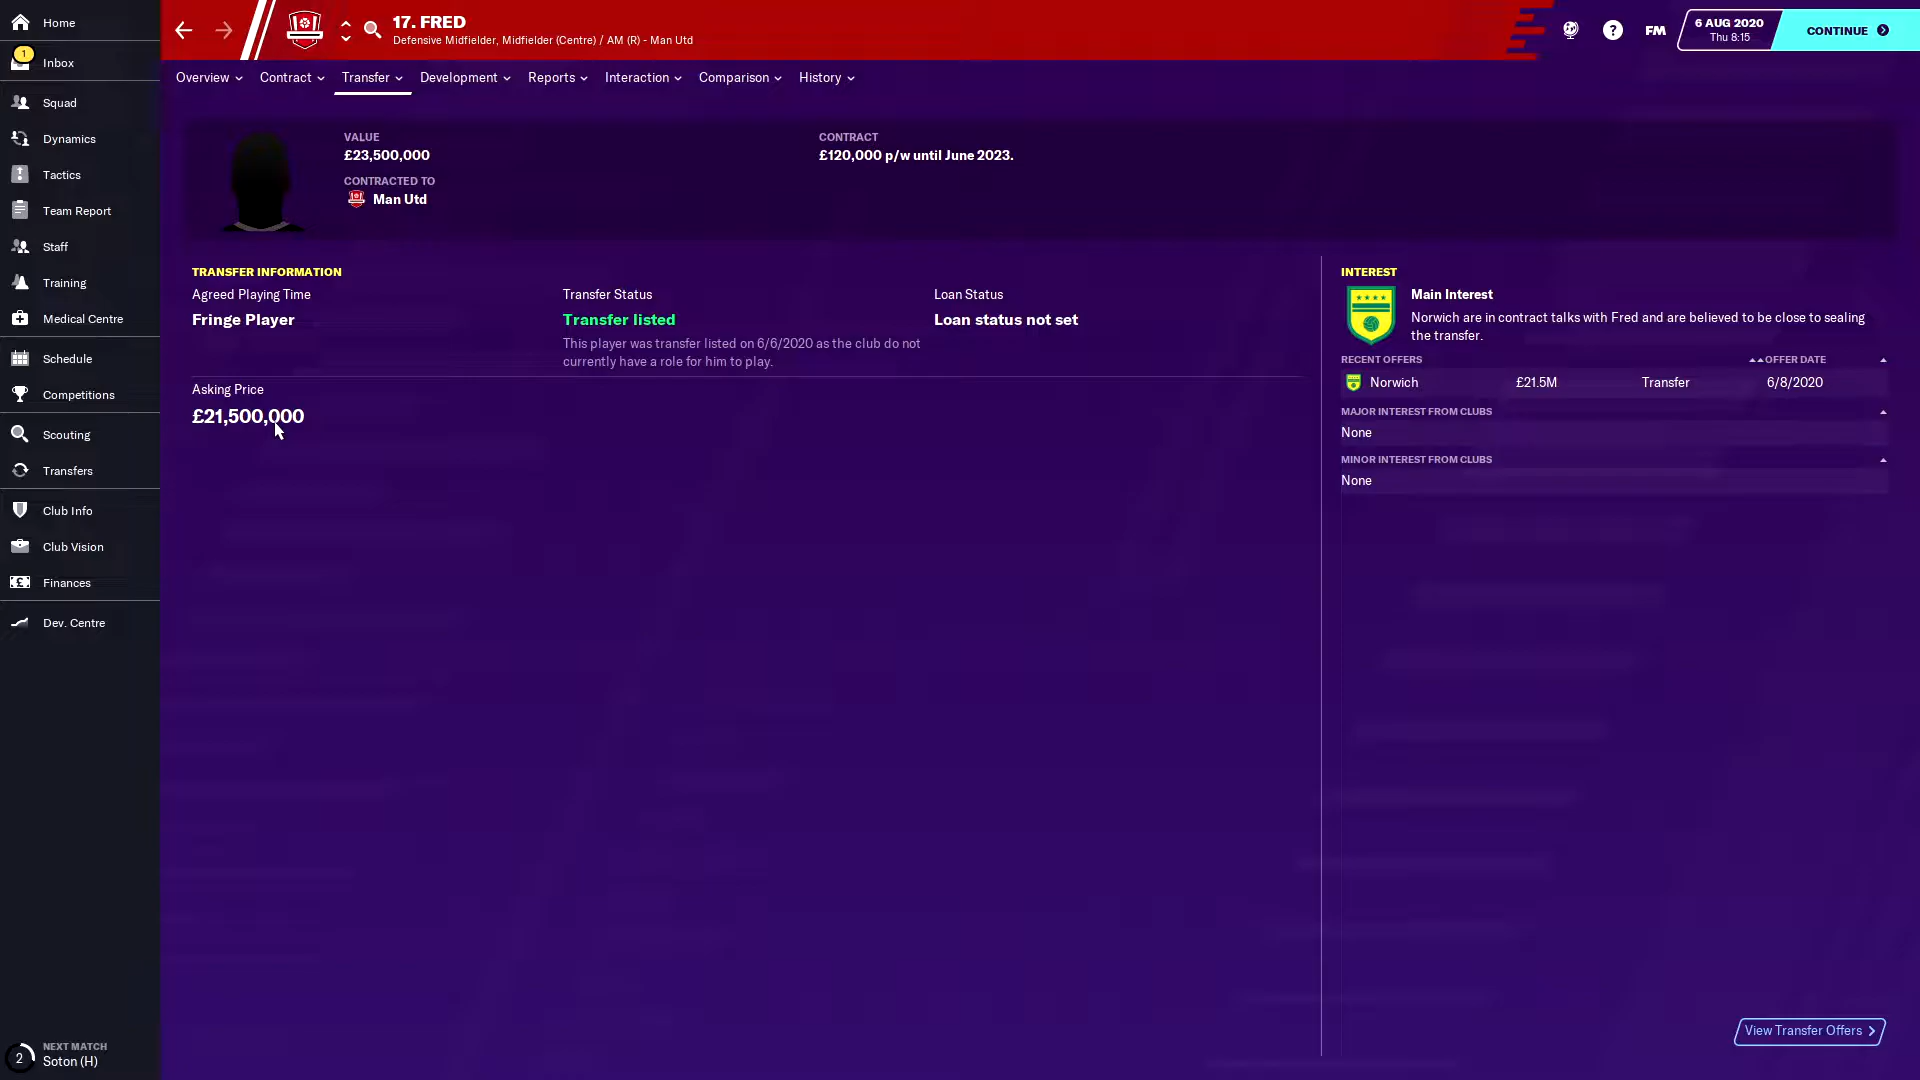 Home
1
Inbox
Squad
Dynamics
Tactics
Team Report
Staff
Training
Medical Centre
Schedule
Competitions
Scouting
Transfers
Club Info
Club Vision
Finances
Dev. Centre
2
NEXT MATCH
Soton (H)
17. FRED
Defensive Midfielder, Midfielder (Centre) / AM (R) - Man Utd
?
FM
6 AUG 2020
Thu 8:15
CONTINUE
Overview
Contract
Transfer
Development
Reports
Interaction
Comparison
History
VALUE
£23,500,000
CONTRACTED TO
Man Utd
CONTRACT
£120,000 p/w until June 2023.
TRANSFER INFORMATION
Agreed Playing Time
Fringe Player
Transfer Status
Transfer listed
This player was transfer listed on 6/6/2020 as the club do not
currently have a role for him to play.
Loan Status
Loan status not set
Asking Price
£21,500,000
INTEREST
Main Interest
Norwich are in contract talks with Fred and are believed to be close to sealing
the transfer.
RECENT OFFERS OFFER DATE
Norwich £21.5M Transfer 6/8/2020
MAJOR INTEREST FROM CLUBS
None
MINOR INTEREST FROM CLUBS
None
View Transfer Offers